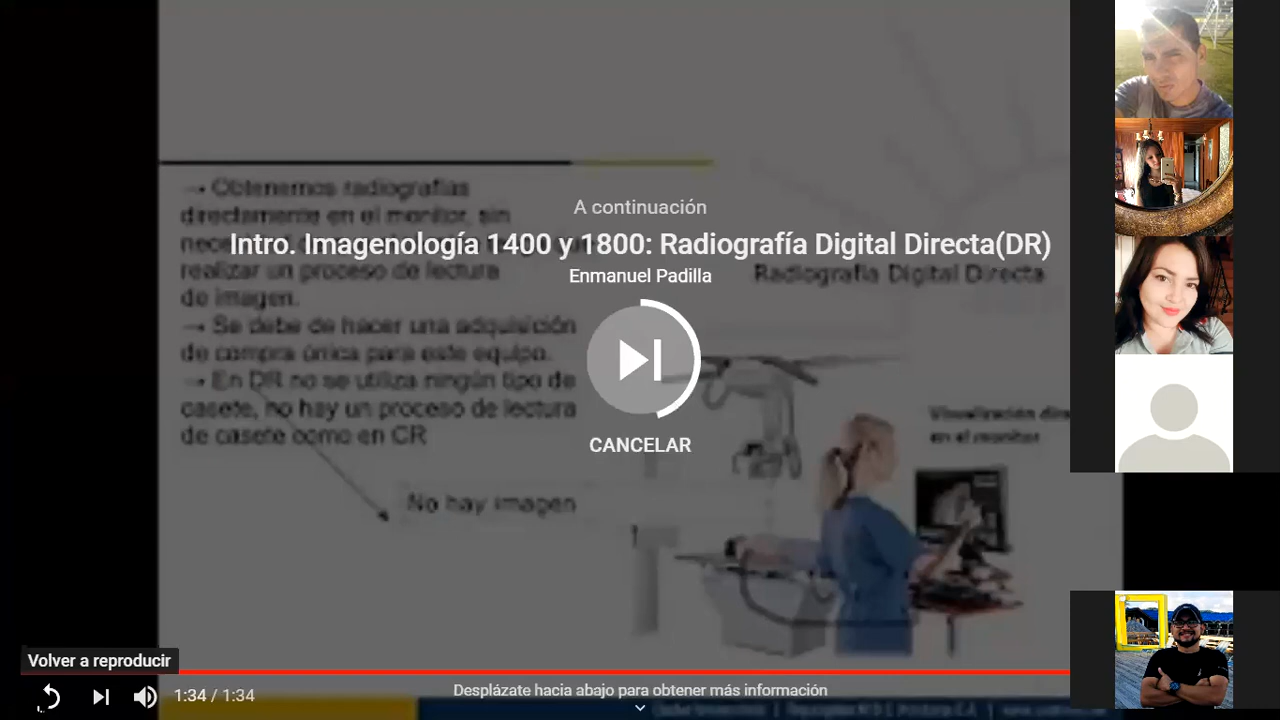 → Obtenemos radiografías
directamente en el monitor, sin
A continuación
Intro. Imagenología 1400 y 1800: Radiografía Digital Directa(DR)
realizar un proceso de lectura
Enmanuel Padilla
Radiografía Digital Directa
de imagen.
→ Se debe de hacer una adquisición
de compra única para este equipo.
→ En DR no se utiliza ningún tipo de
casete, no hay un proceso de lectura
de casete como en CR
Visualización
en el monitor
CANCELAR
No hay imagen
Volver a reproducir
1:34 / 1:34
Desplázate hacia abajo para obtener más información